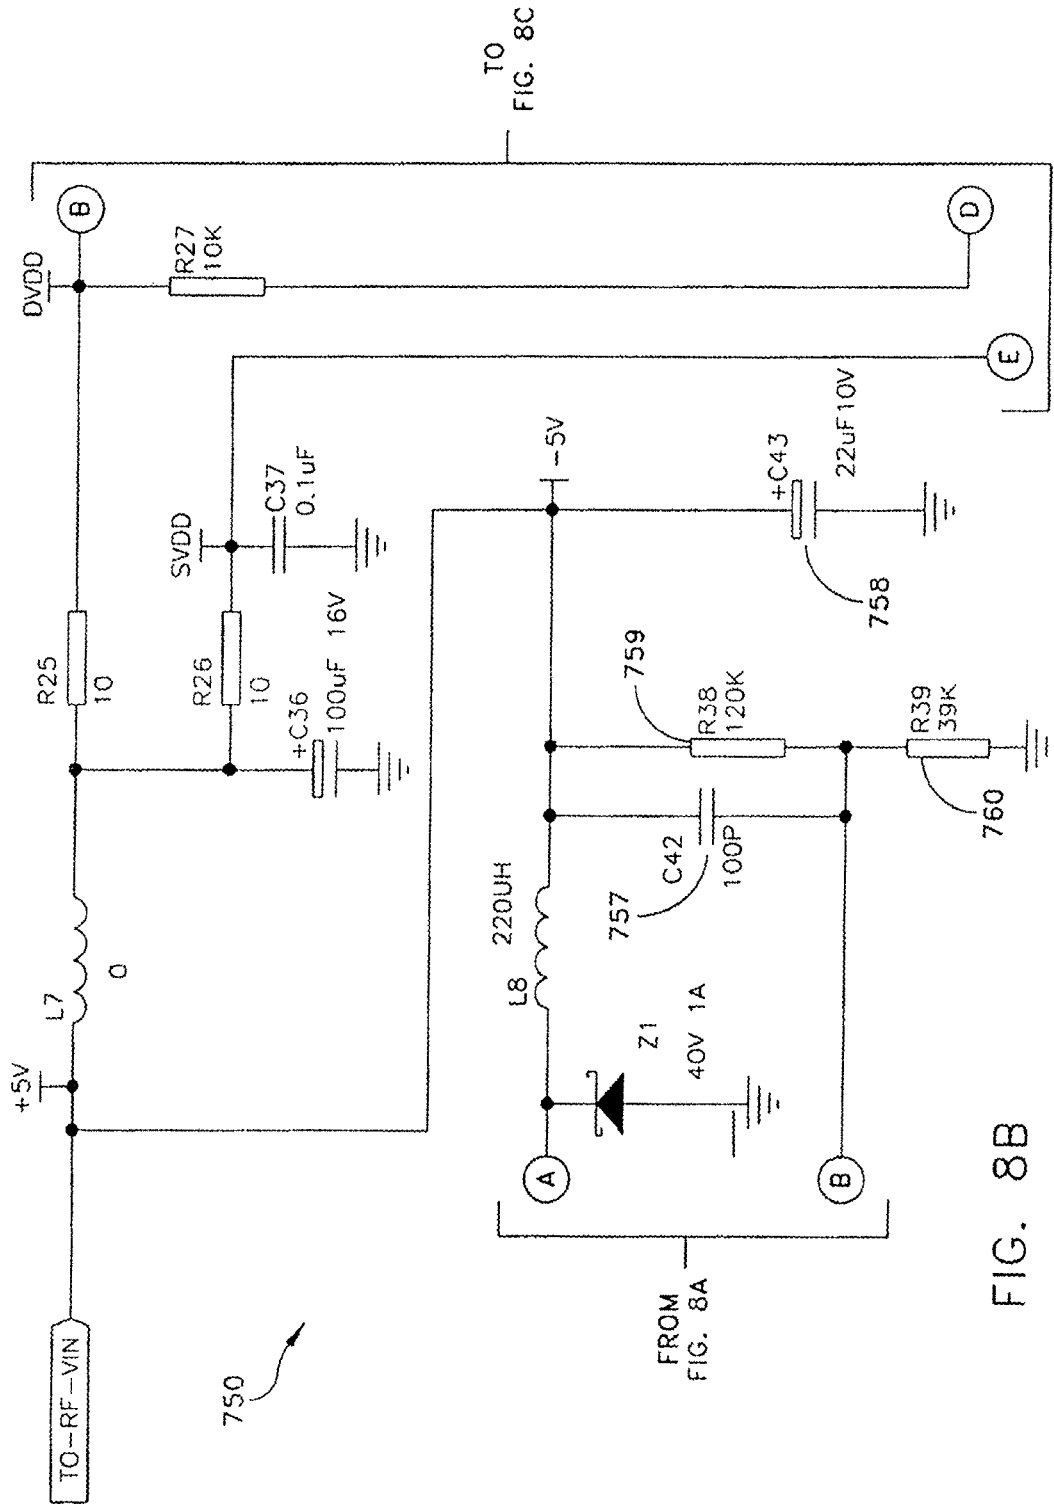 TO-RF-VIN
+5V
L7
0
R25
10
DVDD
B
R26
10
SVDD
+C36
100uF 16V
C37
0.1uF
R27
10K
TO
FIG. 8C
750
FROM
FIG. 8A
A
B
L8
220UH
-5V
Z1
40V 1A
757
C42
100P
759
R38
120K
760
R39
39K
758
+C43
22uF10V
E
D
FIG. 8B